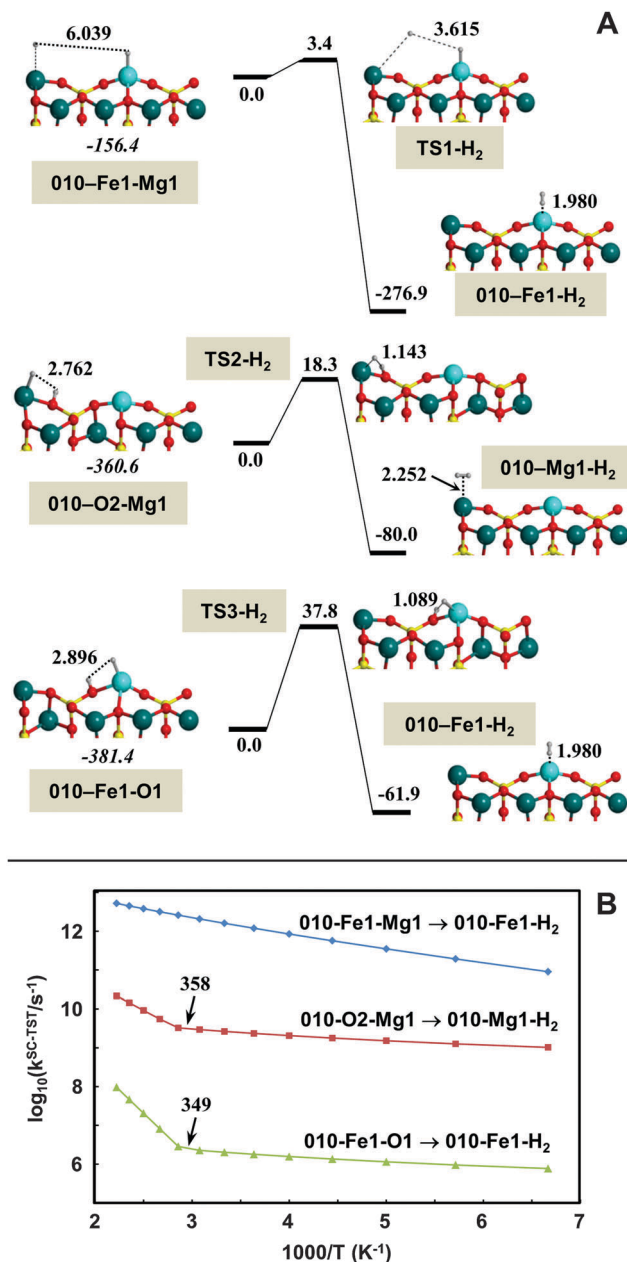 A
6.039
3.4
3.615
0.0
-156.4
010–Fe1-Mg1
TS1-H₂
1.980
-276.9
010–Fe1-H₂
TS2-H₂
18.3
1.143
2.762
-360.6
0.0
010–O2-Mg1
010–Mg1-H₂
2.252
-80.0
TS3-H₂
37.8
1.089
2.896
-381.4
0.0
010–Fe1-O1
010–Fe1-H₂
1.980
-61.9
B
log₁₀(k^SC-TST/s⁻¹)
12
10
8
6
010-Fe1-Mg1 → 010-Fe1-H₂
358
010-O2-Mg1 → 010-Mg1-H₂
349
010-Fe1-O1 → 010-Fe1-H₂
2 3 4 5 6 7
1000/T (K⁻¹)